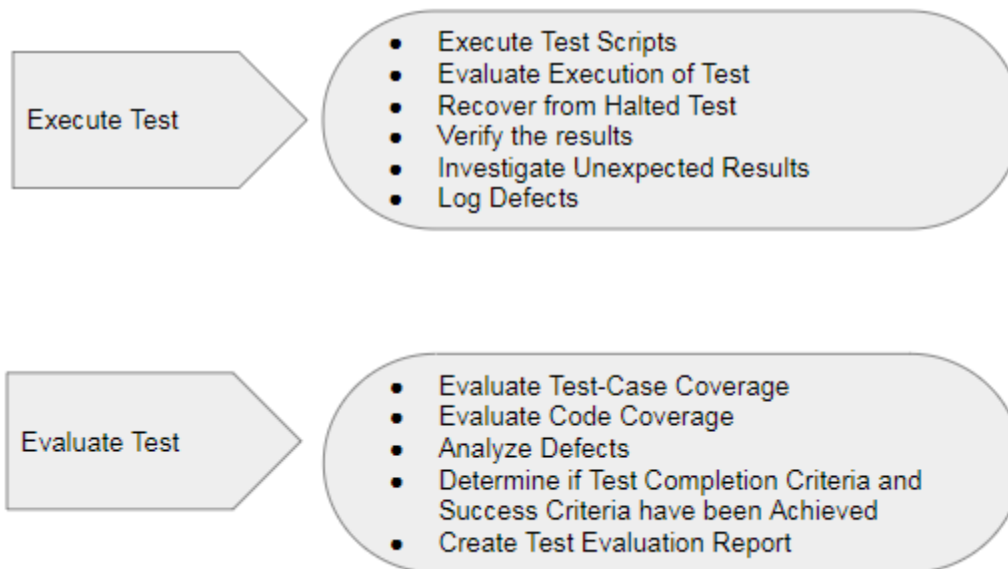 Execute Test
● Execute Test Scripts
● Evaluate Execution of Test
● Recover from Halted Test
● Verify the results
● Investigate Unexpected Results
● Log Defects
Evaluate Test
● Evaluate Test-Case Coverage
● Evaluate Code Coverage
● Analyze Defects
● Determine if Test Completion Criteria and
Success Criteria have been Achieved
● Create Test Evaluation Report